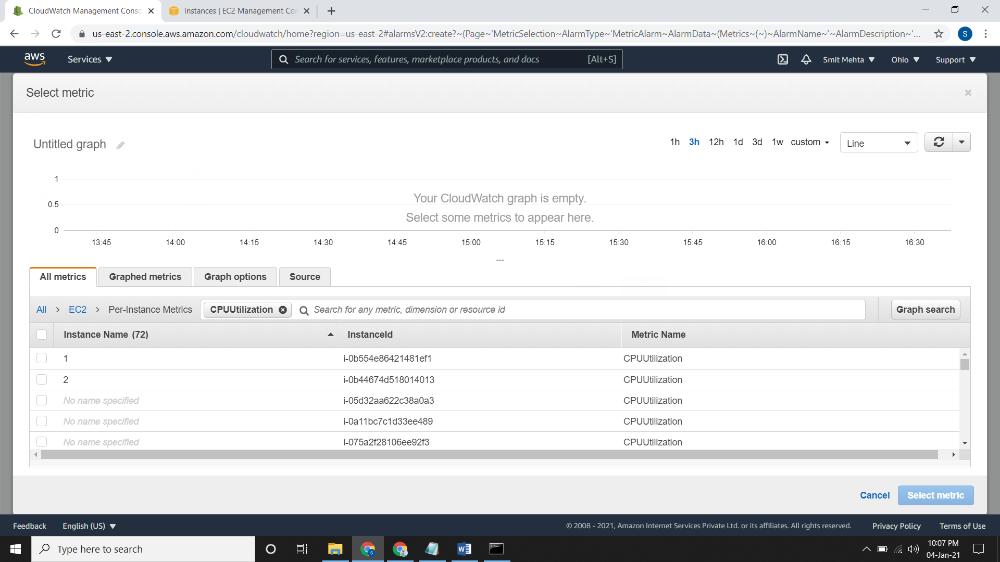 CloudWatch Management Conso
Instances | EC2 Management Con
us-east-2.console.aws.amazon.com/cloudwatch/home?region=us-east-2#alarmsV2:create?~(Page~'MetricSelection~AlarmType~'MetricAlarm~AlarmData~(Metrics~(~)~AlarmName~'~AlarmDescription~'...
S
aws
Services
Search for services, features, marketplace products, and docs
[Alt+S]
Smit Mehta
Ohio
Support
Select metric
Untitled graph
1h 3h 12h 1d 3d 1w custom
Line
1
0.5
0
Your CloudWatch graph is empty.
Select some metrics to appear here.
13:45 14:00 14:15 14:30 14:45 15:00 15:15 15:30 15:45 16:00 16:15 16:30
---
All metrics
Graphed metrics
Graph options
Source
All > EC2 > Per-Instance Metrics
CPUUtilization
Search for any metric, dimension or resource id
Graph search
Instance Name (72) InstanceId Metric Name
1 i-0b554e86421481ef1 CPUUtilization
2 i-0b44674d518014013 CPUUtilization
No name specified i-05d32aa622c38a0a3 CPUUtilization
No name specified i-0a11bc7c1d33ee489 CPUUtilization
No name specified i-075a2f28106ee92f3 CPUUtilization
Cancel
Select metric
Feedback
English (US)
© 2008 - 2021, Amazon Internet Services Private Ltd. or its affiliates. All rights reserved.
Privacy Policy
Terms of Use
Type here to search
10:07 PM
04-Jan-21